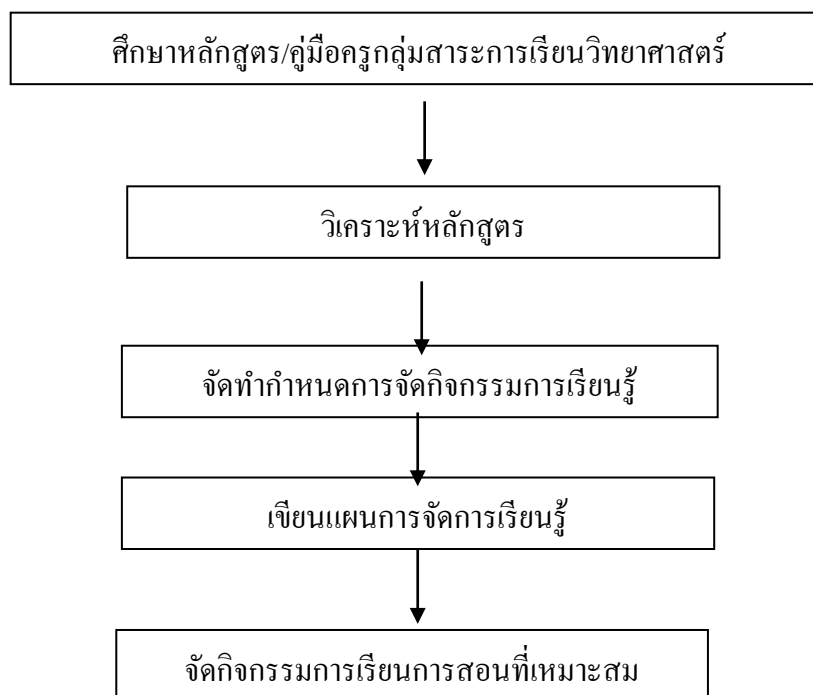 ศึกษาหลักสูตร/คู่มือครูกลุ่มสาระการเรียนวิทยาศาสตร์
วิเคราะห์หลักสูตร
จัดทำกำหนดการจัดกิจกรรมการเรียนรู้
เขียนแผนการจัดการเรียนรู้
จัดกิจกรรมการเรียนการสอนที่เหมาะสม